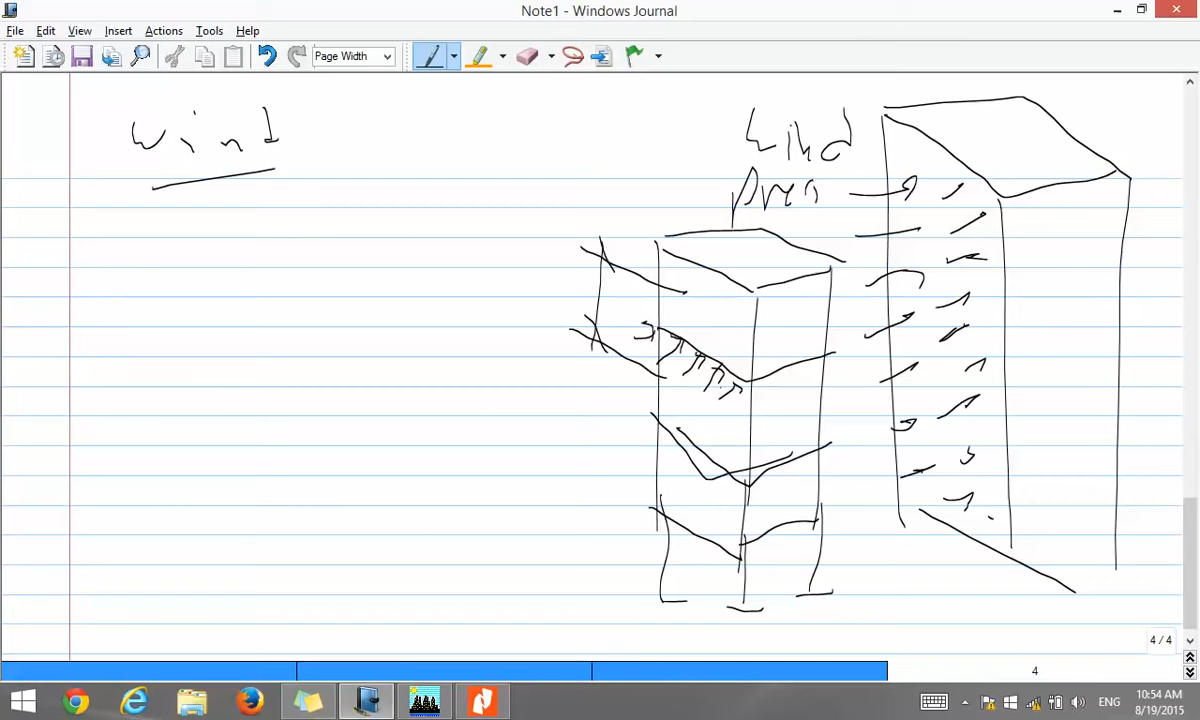 Note1 - Windows Journal
File Edit View Insert Actions Tools Help
Page Width
Wind
Wind
Area
4/4
4
ENG
10:54 AM
8/19/2015